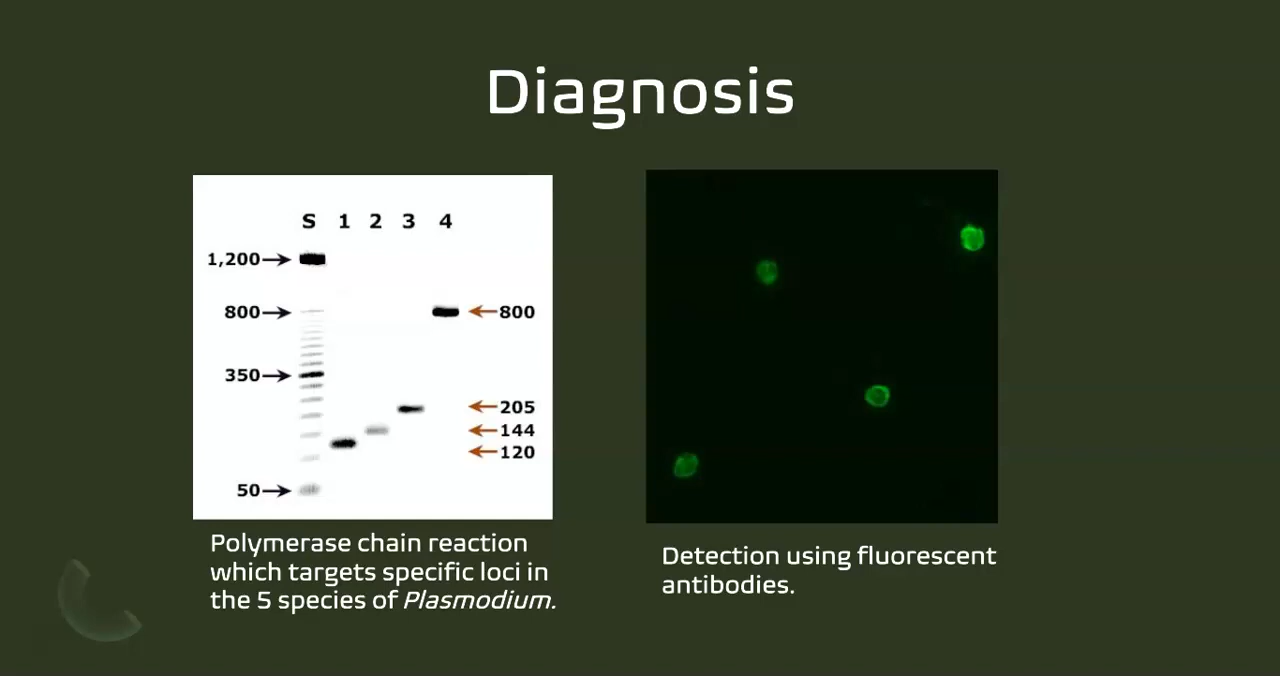 Diagnosis
S 1 2 3 4
1,200
800
800
350
205
144
120
50
Polymerase chain reaction
which targets specific loci in
the 5 species of Plasmodium.
Detection using fluorescent
antibodies.